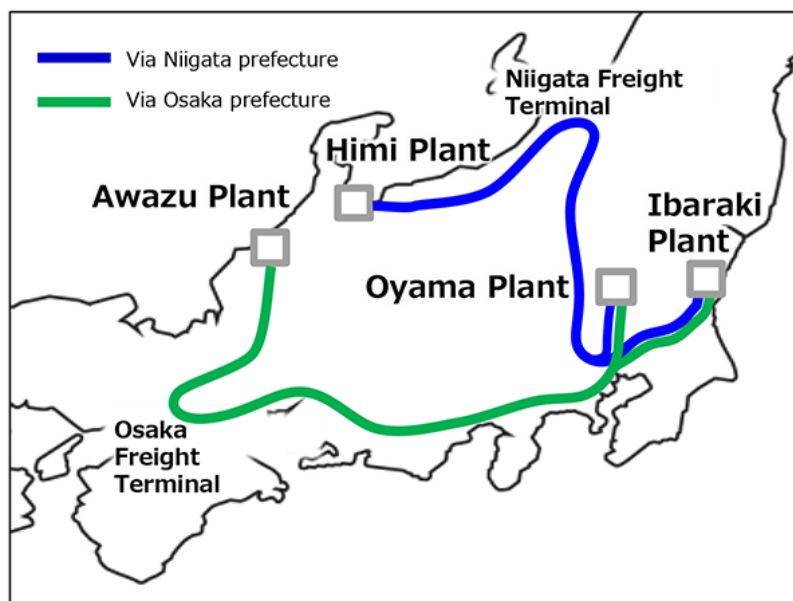 Via Niigata prefecture
Via Osaka prefecture
Niigata Freight
Terminal
Himi Plant
Awazu Plant
Ibaraki
Plant
Oyama Plant
Osaka
Freight
Terminal